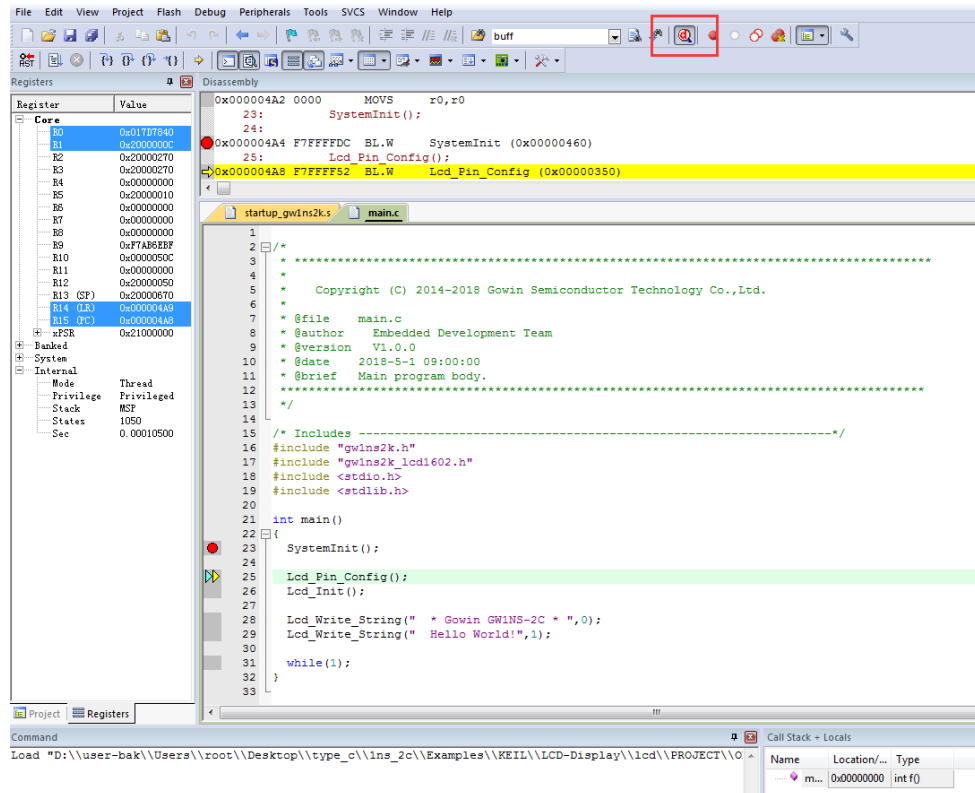 File Edit View Project Flash Debug Peripherals Tools SVCS Window Help
buff
RST
Registers
Register Value
Core
R0 0x017D7840
R1 0x2000000C
R2 0x20000270
R3 0x20000270
R4 0x00000000
R5 0x20000010
R6 0x00000000
R7 0x00000000
R8 0x00000000
R9 0xF7AB6EBF
R10 0x0000050C
R11 0x00000000
R12 0x20000050
R13 (SP) 0x20000670
R14 (LR) 0x000004A9
R15 (PC) 0x000004A8
xPSR 0x21000000
Banked
System
Internal
Mode Thread
Privilege Privileged
Stack MSP
States 1050
Sec 0.00010500
Project Registers
Disassembly
0x000004A2 0000 MOVS r0,r0
23: SystemInit();
24:
0x000004A4 F7FFFFDC BL.W SystemInit (0x00000460)
25: Lcd_Pin_Config();
0x000004A8 F7FFFF52 BL.W Lcd_Pin_Config (0x00000350)
startup_gw1ns2k.s main.c
1
2 /*
3 * ******************************************************************************************
4 *
5 * Copyright (C) 2014-2018 Gowin Semiconductor Technology Co.,Ltd.
6 *
7 * @file main.c
8 * @author Embedded Development Team
9 * @version V1.0.0
10 * @date 2018-5-1 09:00:00
11 * @brief Main program body.
12 ******************************************************************************************
13 */
14
15 /* Includes ------------------------------------------------------------------*/
16 #include "gw1ns2k.h"
17 #include "gw1ns2k_lcd1602.h"
18 #include <stdio.h>
19 #include <stdlib.h>
20
21 int main()
22 {
23 SystemInit();
24
25 Lcd_Pin_Config();
26 Lcd_Init();
27
28 Lcd_Write_String("  * Gowin GW1NS-2C * ",0);
29 Lcd_Write_String("  Hello World!",1);
30
31 while(1);
32 }
33
Command
Load "D:\\user-bak\\Users\\root\\Desktop\\type_c\\1ns_2c\\Examples\\KEIL\\LCD-Display\\lcd\\PROJECT\\O
Call Stack + Locals
Name Location/... Type
m... 0x00000000 int f()